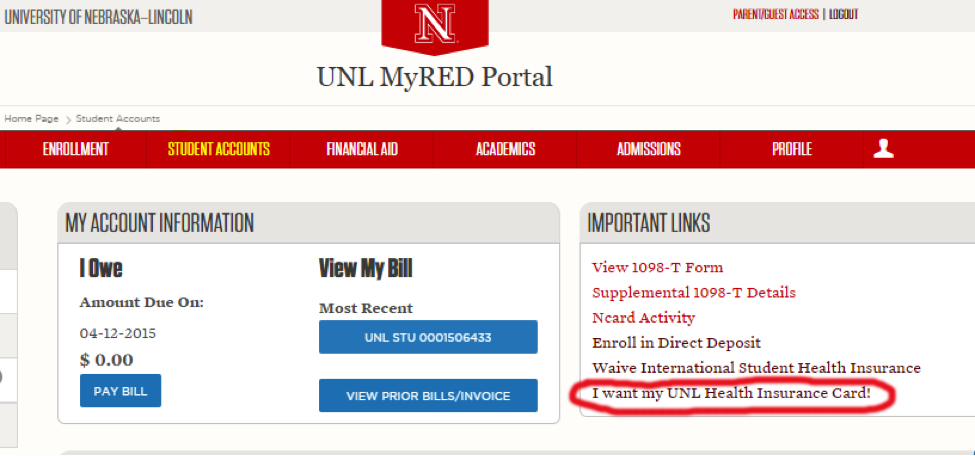 UNIVERSITY OF NEBRASKA–LINCOLN
PARENT/GUEST ACCESS | LOGOUT
N
UNL MyRED Portal
Home Page > Student Accounts
ENROLLMENT STUDENT ACCOUNTS FINANCIAL AID ACADEMICS ADMISSIONS PROFILE
MY ACCOUNT INFORMATION
I Owe
Amount Due On:
04-12-2015
$ 0.00
PAY BILL
View My Bill
Most Recent
UNL STU 0001506433
VIEW PRIOR BILLS/INVOICE
IMPORTANT LINKS
View 1098-T Form
Supplemental 1098-T Details
Ncard Activity
Enroll in Direct Deposit
Waive International Student Health Insurance
I want my UNL Health Insurance Card!